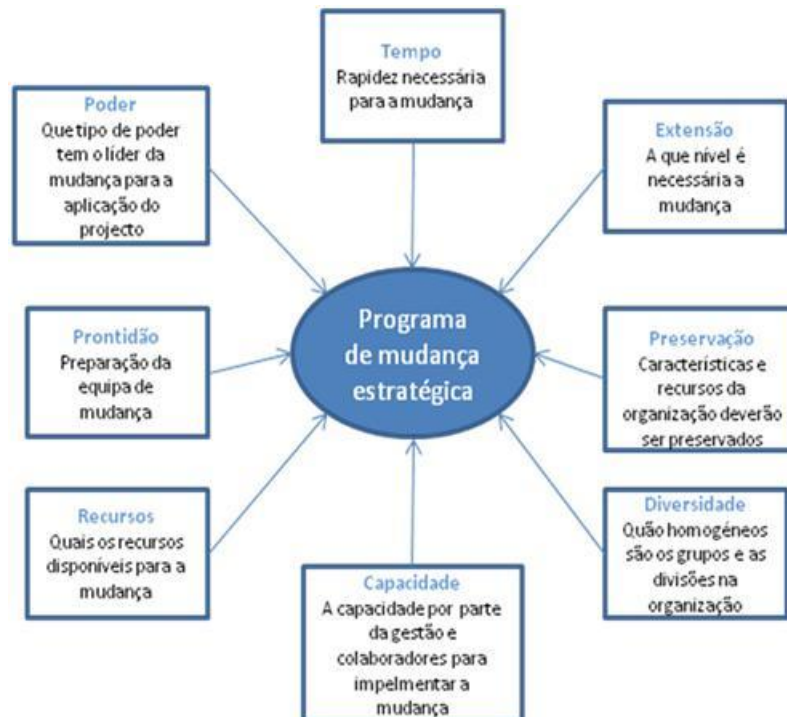 Tempo
Rapidez necessária
para a mudança
Poder
Que tipo de poder
tem o líder da
mudança para a
aplicação do
projecto
Extensão
A que nível é
necessária a
mudança
Programa
de mudança
estratégica
Prontidão
Preparação da
equipa de
mudança
Preservação
Características e
recursos da
organização deverão
ser preservados
Recursos
Quais os recursos
disponíveis para a
mudança
Capacidade
A capacidade por parte
da gestão e
colaboradores para
impelmentar a
mudança
Diversidade
Quão homogéneos
são os grupos e as
divisões na
organização